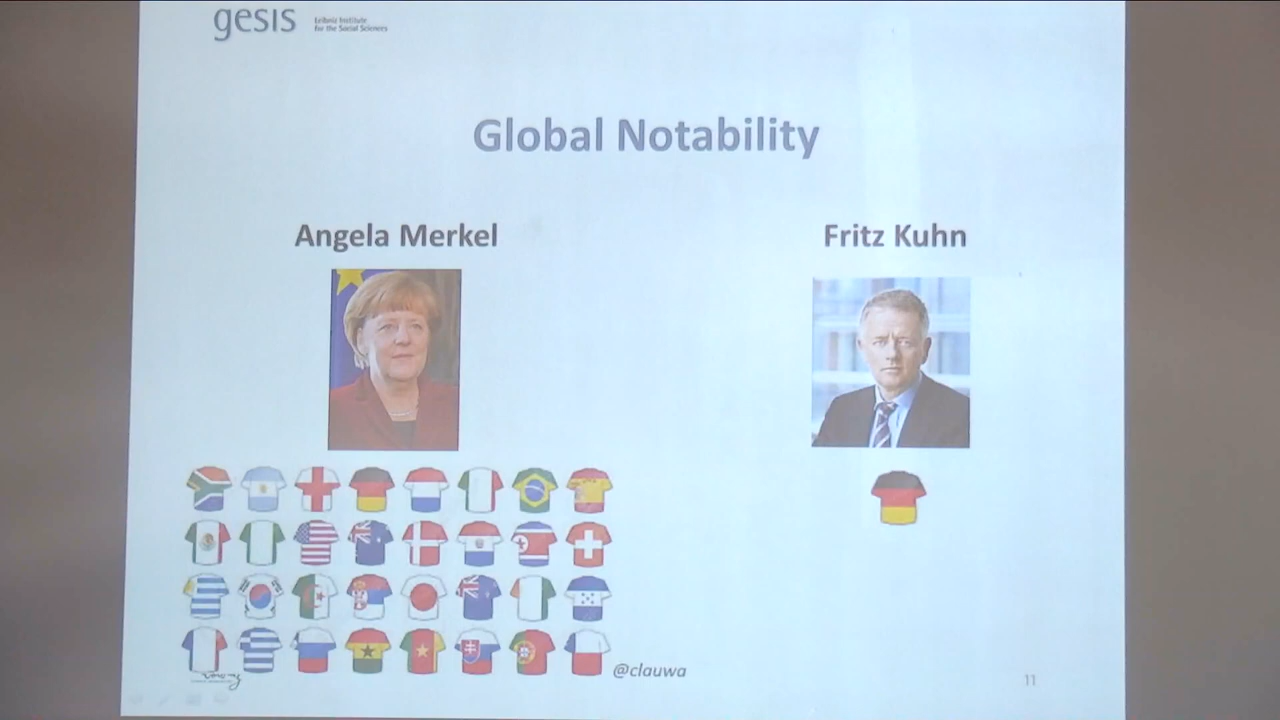 gesis
Leibniz Institute
for the Social Sciences
Global Notability
Angela Merkel
Fritz Kuhn
@clauwa
11